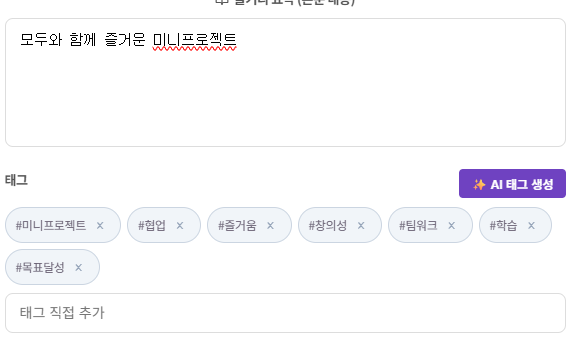 모두와 함께 즐거운 미니프로젝트
태그
✨ AI 태그 생성
#미니프로젝트 ×
#협업 ×
#즐거움 ×
#창의성 ×
#팀워크 ×
#학습 ×
#목표달성 ×
태그 직접 추가